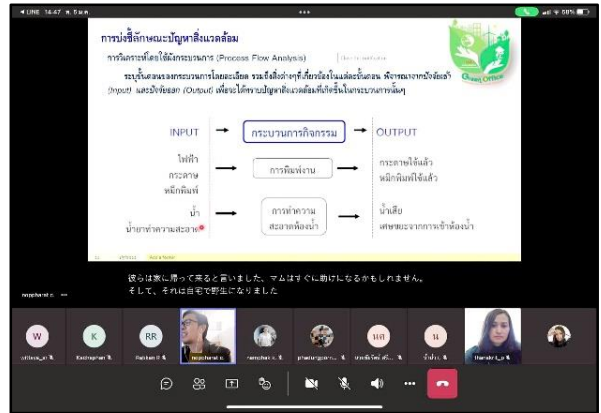 LINE 14:47 พ. 5 ม.ค.
58%
การบ่งชี้ลักษณะปัญหาสิ่งแวดล้อม
การวิเคราะห์โดยใช้ผังกระบวนการ (Process Flow Analysis)
ระบุขั้นตอนของกระบวนการโดยละเอียด รวมถึงสิ่งต่างๆที่เกี่ยวข้องในแต่ละขั้นตอน พิจารณาจากปัจจัยเข้า
(Input) และปัจจัยออก (Output) เพื่อจะได้ทราบปัญหาสิ่งแวดล้อมที่เกิดขึ้นในกระบวนการนั้นๆ
Green Office
INPUT กระบวนการกิจกรรม OUTPUT
ไฟฟ้า
กระดาษ
หมึกพิมพ์
การพิมพ์งาน
กระดาษใช้แล้ว
หมึกพิมพ์ใช้แล้ว
น้ำ
น้ำยาทำความสะอาด
การทำความ
สะอาดห้องน้ำ
น้ำเสีย
เศษขยะจากการเข้าห้องน้ำ
彼らは家に帰って来ると言いました、マムはすぐに助けになるかもしれません。
そして、それは自宅で野生になりました
noppharat c.
W
K
RR
นศ
น
noppharat c.